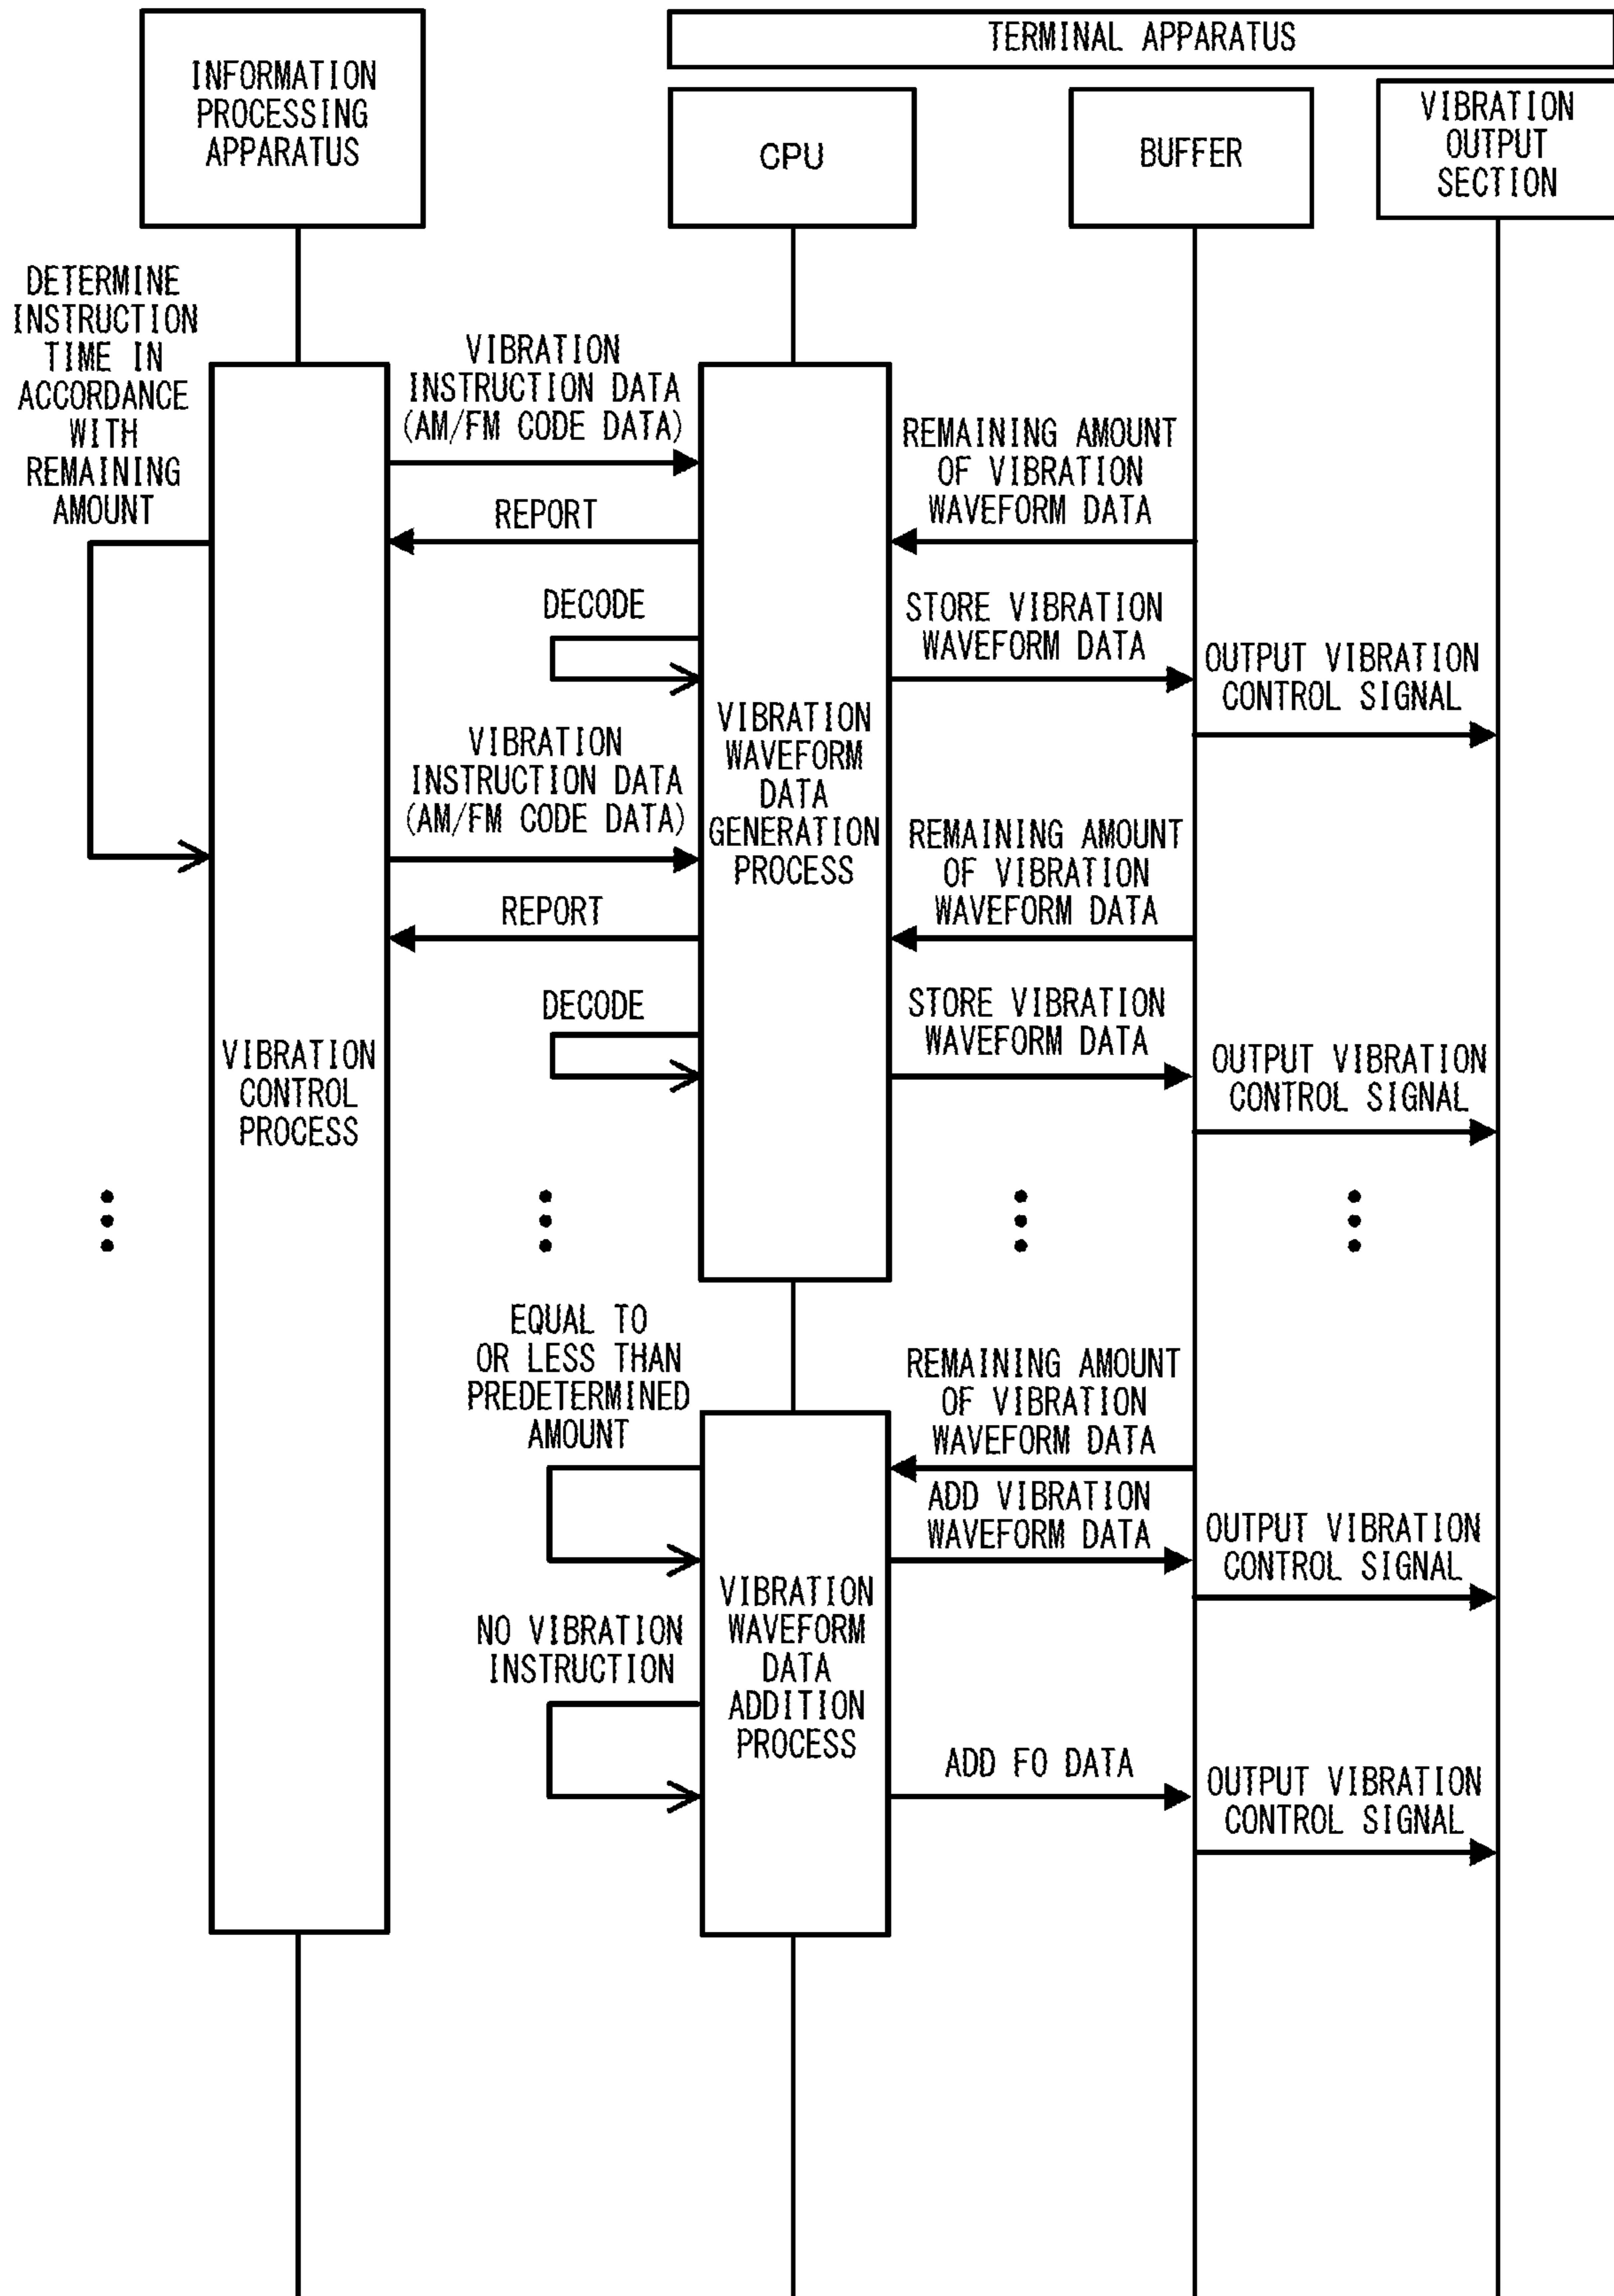 INFORMATION
PROCESSING
APPARATUS
TERMINAL APPARATUS
CPU
BUFFER
VIBRATION
OUTPUT
SECTION
DETERMINE
INSTRUCTION
TIME IN
ACCORDANCE
WITH
REMAINING
AMOUNT
VIBRATION
INSTRUCTION DATA
(AM/FM CODE DATA)
REMAINING AMOUNT
OF VIBRATION
WAVEFORM DATA
REPORT
DECODE
STORE VIBRATION
WAVEFORM DATA
OUTPUT VIBRATION
CONTROL SIGNAL
VIBRATION
INSTRUCTION DATA
(AM/FM CODE DATA)
VIBRATION
WAVEFORM
DATA
GENERATION
PROCESS
REMAINING AMOUNT
OF VIBRATION
WAVEFORM DATA
REPORT
DECODE
STORE VIBRATION
WAVEFORM DATA
OUTPUT VIBRATION
CONTROL SIGNAL
VIBRATION
CONTROL
PROCESS
EQUAL TO
OR LESS THAN
PREDETERMINED
AMOUNT
REMAINING AMOUNT
OF VIBRATION
WAVEFORM DATA
ADD VIBRATION
WAVEFORM DATA
OUTPUT VIBRATION
CONTROL SIGNAL
VIBRATION
WAVEFORM
DATA
ADDITION
PROCESS
NO VIBRATION
INSTRUCTION
ADD FO DATA
OUTPUT VIBRATION
CONTROL SIGNAL